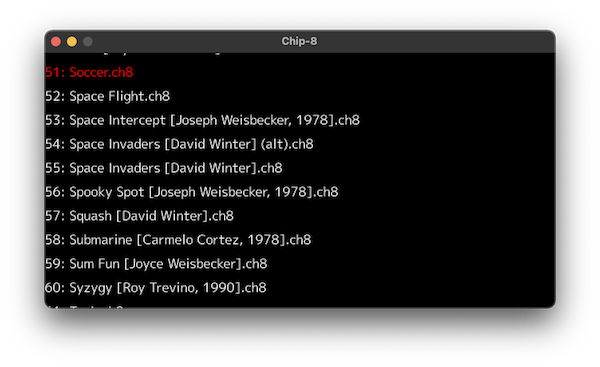 Chip-8
51: Soccer.ch8
52: Space Flight.ch8
53: Space Intercept [Joseph Weisbecker, 1978].ch8
54: Space Invaders [David Winter] (alt).ch8
55: Space Invaders [David Winter].ch8
56: Spooky Spot [Joseph Weisbecker, 1978].ch8
57: Squash [David Winter].ch8
58: Submarine [Carmelo Cortez, 1978].ch8
59: Sum Fun [Joyce Weisbecker].ch8
60: Syzygy [Roy Trevino, 1990].ch8